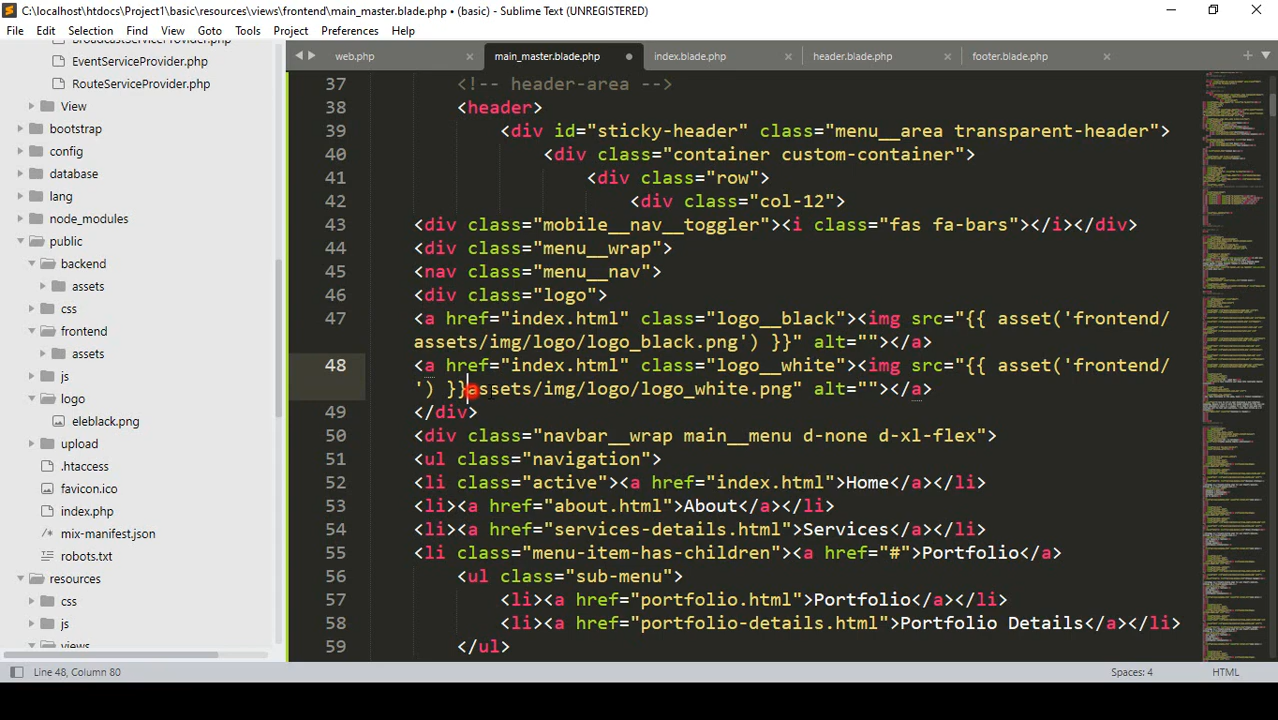 C:\localhost\htdocs\Project1\basic\resources\views\frontend\main_master.blade.php • (basic) - Sublime Text (UNREGISTERED)
File Edit Selection Find View Goto Tools Project Preferences Help
BroadcastServiceProvider.php
EventServiceProvider.php
RouteServiceProvider.php
View
bootstrap
config
database
lang
node_modules
public
backend
assets
css
frontend
assets
js
logo
eleblack.png
upload
.htaccess
favicon.ico
index.php
mix-manifest.json
robots.txt
resources
css
js
views
web.php main_master.blade.php index.blade.php header.blade.php footer.blade.php
37 <!-- header-area -->
38 <header>
39 <div id="sticky-header" class="menu__area transparent-header">
40 <div class="container custom-container">
41 <div class="row">
42 <div class="col-12">
43 <div class="mobile__nav__toggler"><i class="fas fa-bars"></i></div>
44 <div class="menu__wrap">
45 <nav class="menu__nav">
46 <div class="logo">
47 <a href="index.html" class="logo__black"><img src="{{ asset('frontend/
assets/img/logo/logo_black.png') }}" alt=""></a>
48 <a href="index.html" class="logo__white"><img src="{{ asset('frontend/
') }}assets/img/logo/logo_white.png" alt=""></a>
49 </div>
50 <div class="navbar__wrap main__menu d-none d-xl-flex">
51 <ul class="navigation">
52 <li class="active"><a href="index.html">Home</a></li>
53 <li><a href="about.html">About</a></li>
54 <li><a href="services-details.html">Services</a></li>
55 <li class="menu-item-has-children"><a href="#">Portfolio</a>
56 <ul class="sub-menu">
57 <li><a href="portfolio.html">Portfolio</a></li>
58 <li><a href="portfolio-details.html">Portfolio Details</a></li>
59 </ul>
Line 48, Column 80 Spaces: 4 HTML